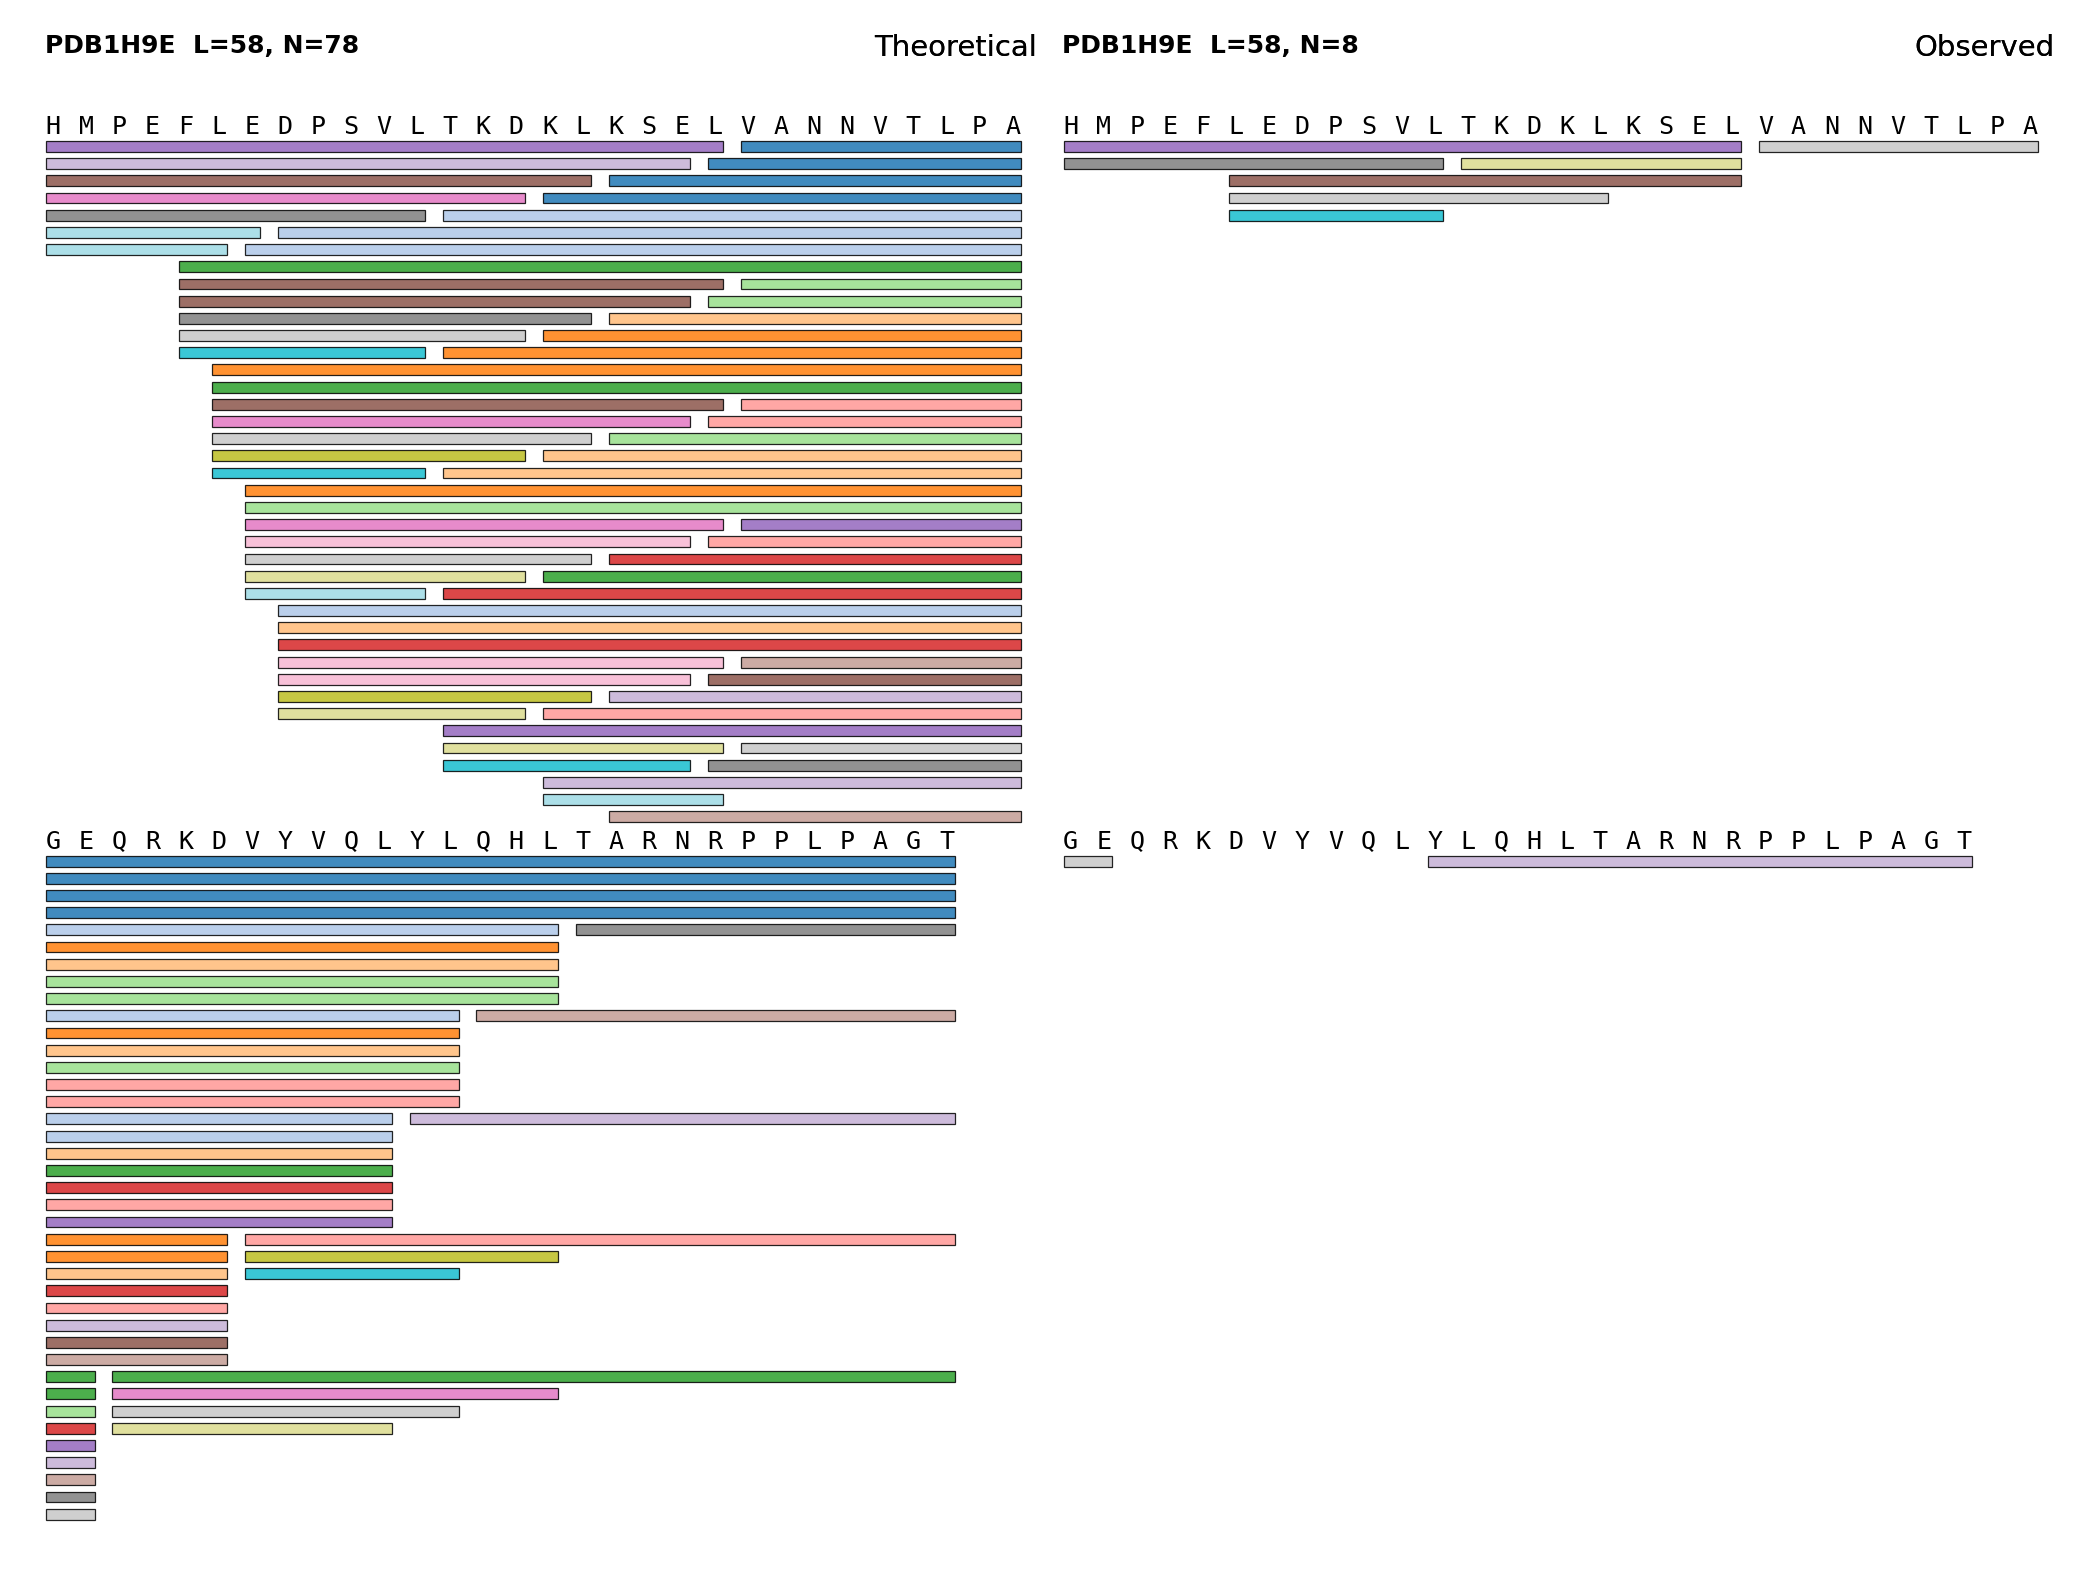 PDB1H9E L=58, N=78 Theoretical PDB1H9E L=58, N=8 Observed
H M P E F L E D P S V L T K D K L K S E L V A N N V T L P A H M P E F L E D P S V L T K D K L K S E L V A N N V T L P A
G E Q R K D V Y V Q L Y L Q H L T A R N R P P L P A G T G E Q R K D V Y V Q L Y L Q H L T A R N R P P L P A G T